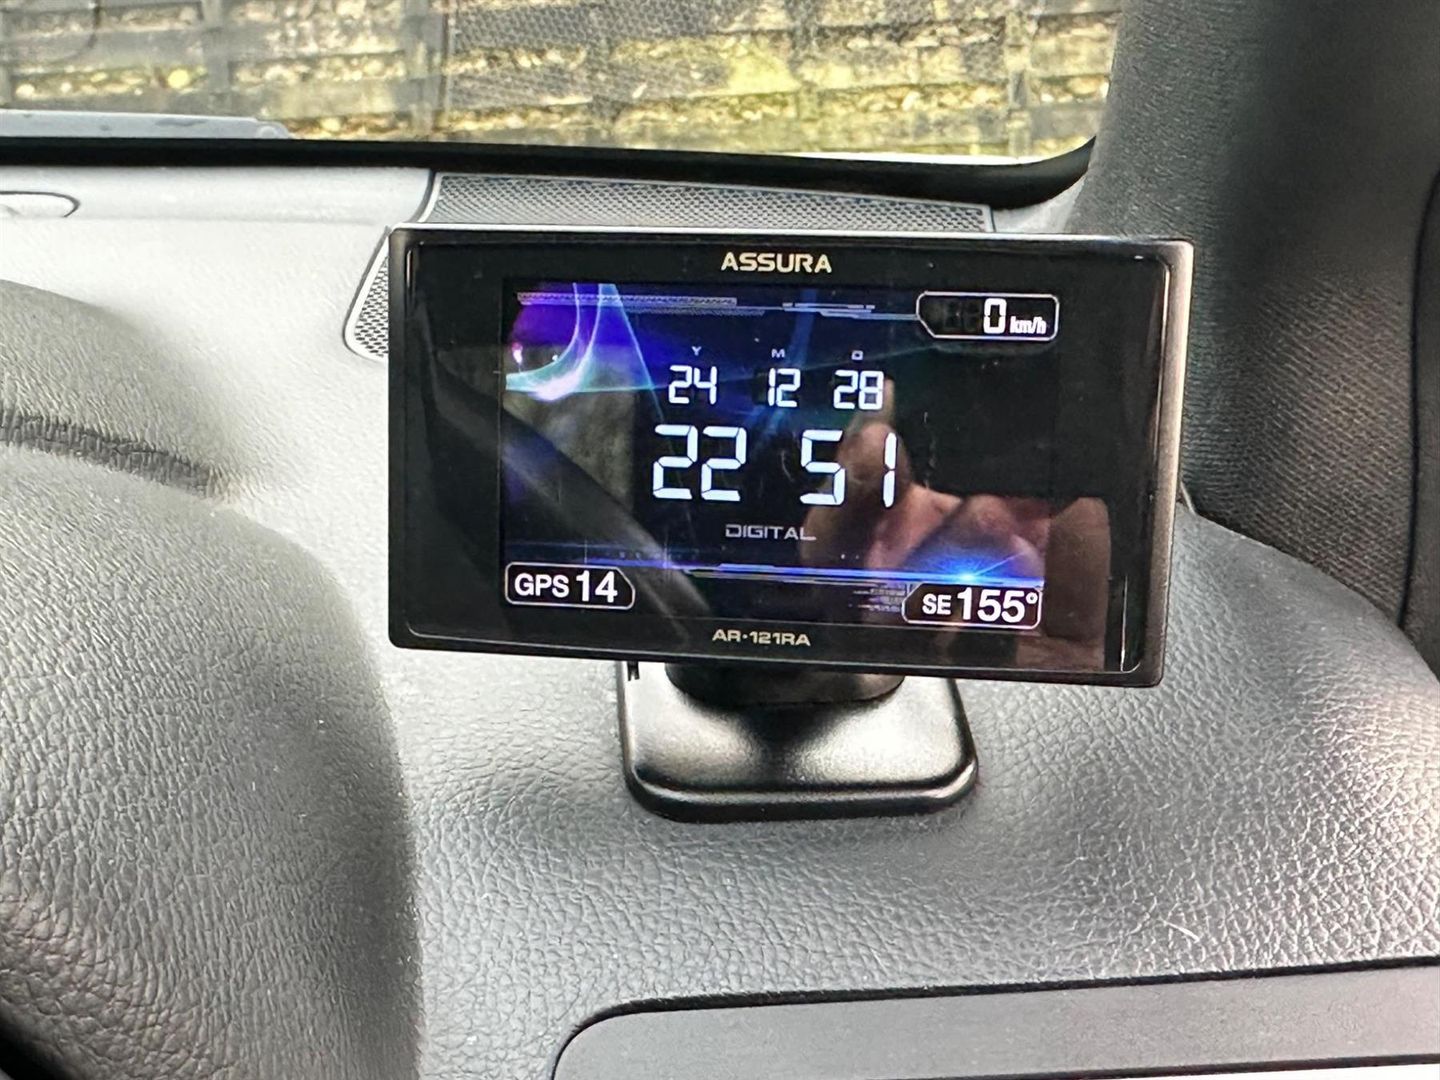 ASSURA
0 km/h
Y M D
24 12 28
22 51
DIGITAL
GPS 14
SE 155°
AR·121RA